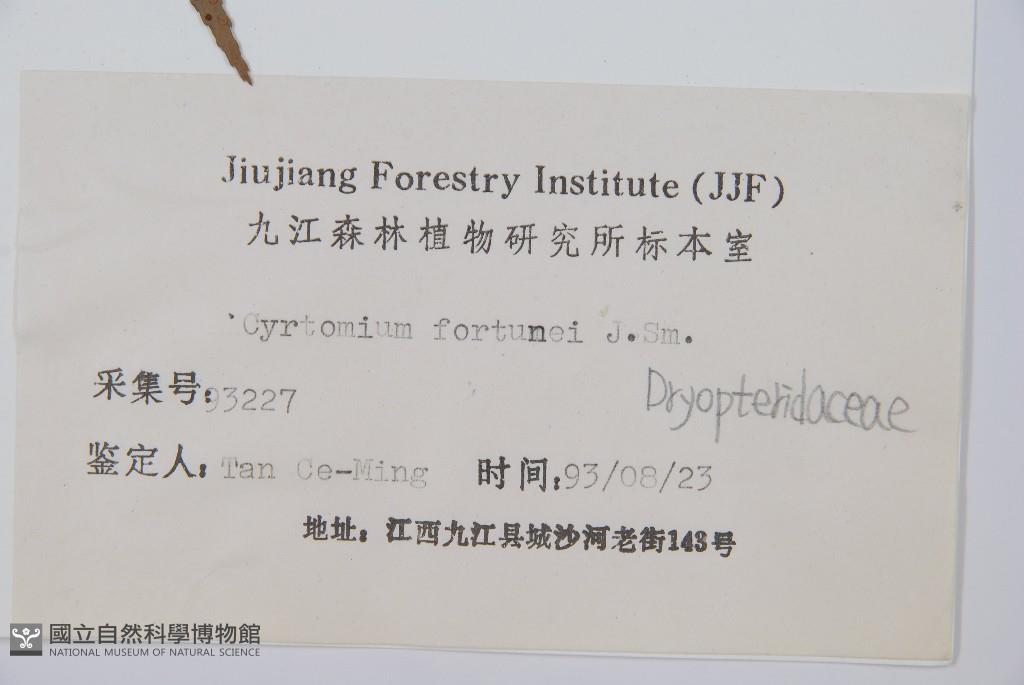 Jiujiang Forestry Institute (JJF)
九江森林植物研究所标本室
Cyrtomium fortunei J.Sm.
采集号:93227
Dryopteridaceae
鉴定人: Tan Ce-Ming 时间:93/08/23
地址: 江西九江县城沙河老街143号
國立自然科學博物館
NATIONAL MUSEUM OF NATURAL SCIENCE